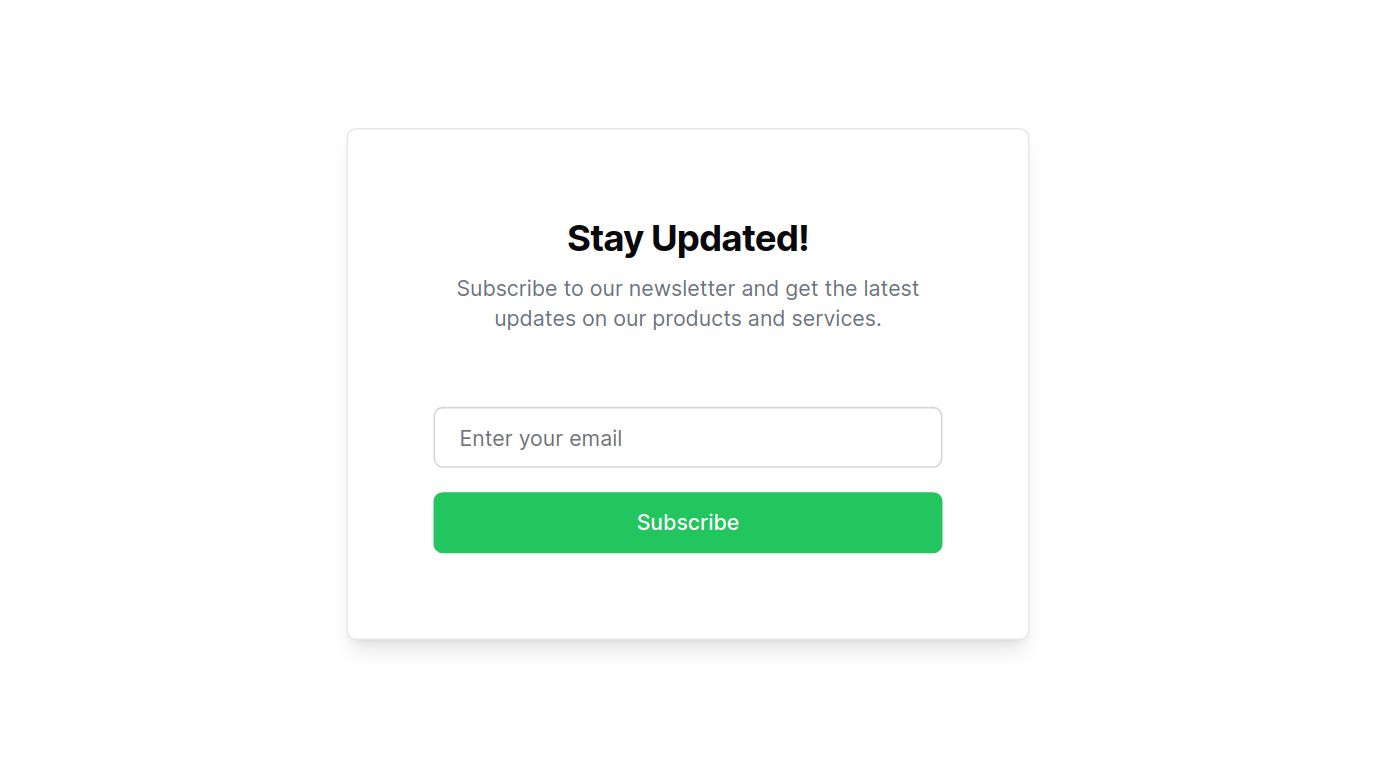 Stay Updated!
Subscribe to our newsletter and get the latest
updates on our products and services.
Enter your email
Subscribe